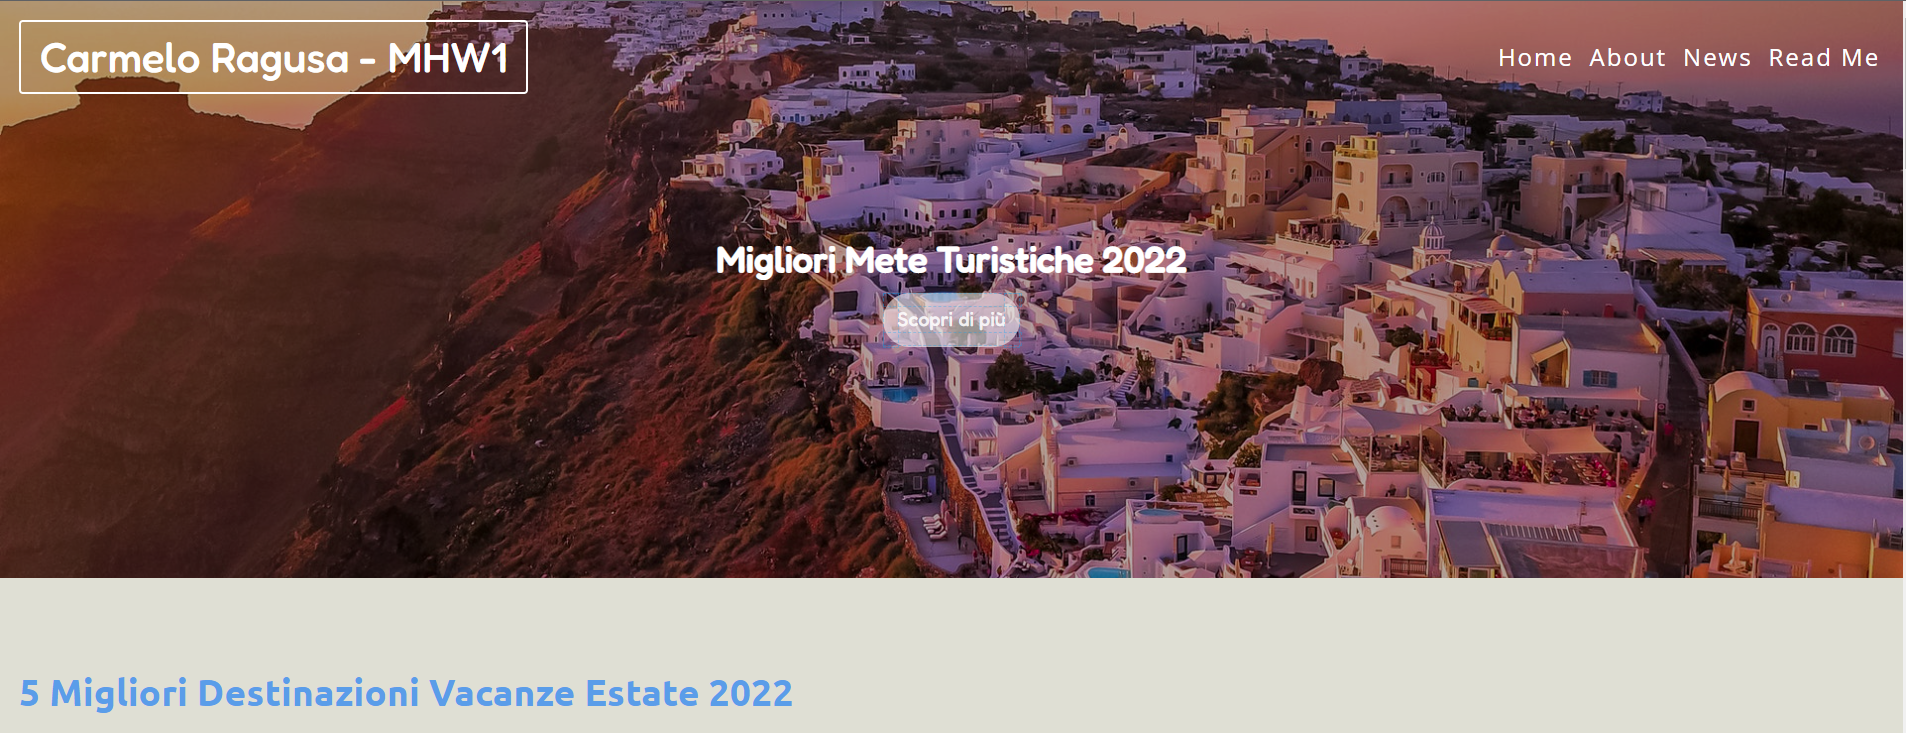 Carmelo Ragusa - MHW1
Home About News Read Me
Migliori Mete Turistiche 2022
Scopri di più
5 Migliori Destinazioni Vacanze Estate 2022